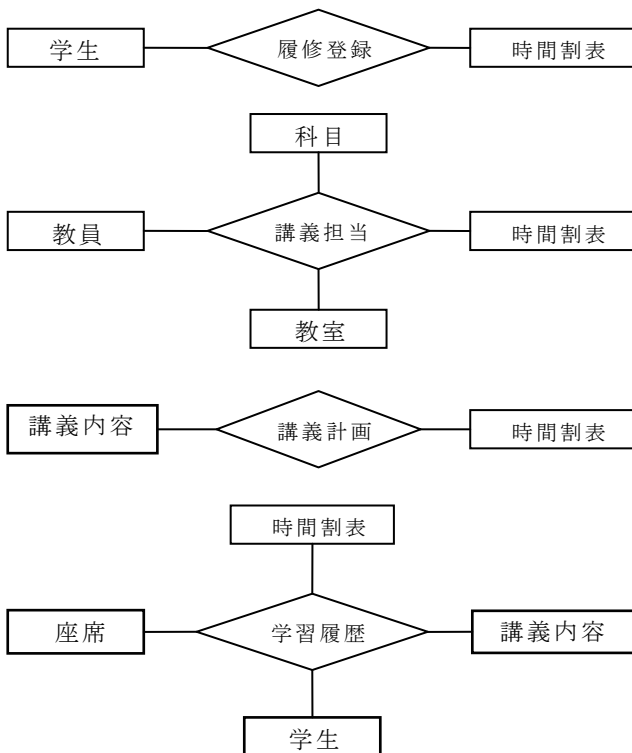 学生
履修登録
時間割表
科目
教員
講義担当
時間割表
教室
講義内容
講義計画
時間割表
時間割表
座席
学習履歴
講義内容
学生